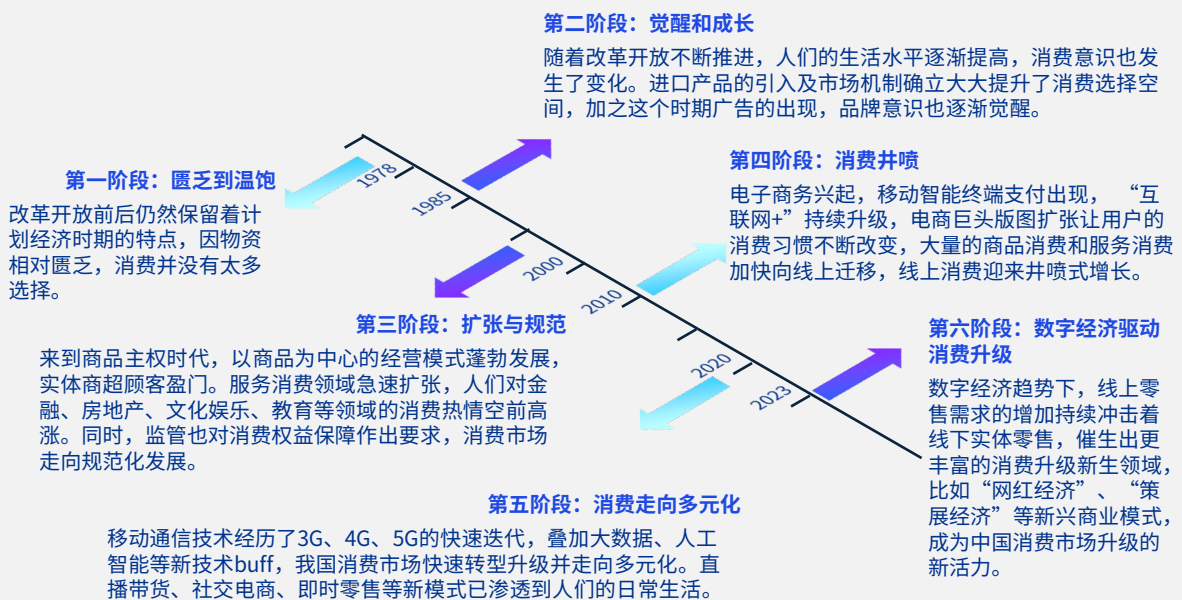 第一阶段：匮乏到温饱
改革开放前后仍然保留着计
划经济时期的特点，因物资
相对匮乏，消费并没有太多
选择。
第二阶段：觉醒和成长
随着改革开放不断推进，人们的生活水平逐渐提高，消费意识也发
生了变化。进口产品的引入及市场机制确立大大提升了消费选择空
间，加之这个时期广告的出现，品牌意识也逐渐觉醒。
第三阶段：扩张与规范
来到商品主权时代，以商品为中心的经营模式蓬勃发展，
实体商超顾客盈门。服务消费领域急速扩张，人们对金
融、房地产、文化娱乐、教育等领域的消费热情空前高
涨。同时，监管也对消费权益保障作出要求，消费市场
走向规范化发展。
第四阶段：消费井喷
电子商务兴起，移动智能终端支付出现，“互
联网+”持续升级，电商巨头版图扩张让用户的
消费习惯不断改变，大量的商品消费和服务消费
加快向线上迁移，线上消费迎来井喷式增长。
第五阶段：消费走向多元化
移动通信技术经历了3G、4G、5G的快速迭代，叠加大数据、人工
智能等新技术buff，我国消费市场快速转型升级并走向多元化。直
播带货、社交电商、即时零售等新模式已渗透到人们的日常生活。
第六阶段：数字经济驱动
消费升级
数字经济趋势下，线上零
售需求的增加持续冲击着
线下实体零售，催生出更
丰富的消费升级新生领域，
比如“网红经济”、“策
展经济”等新兴商业模式，
成为中国消费市场升级的
新活力。
1978
1985
2000
2010
2020
2023